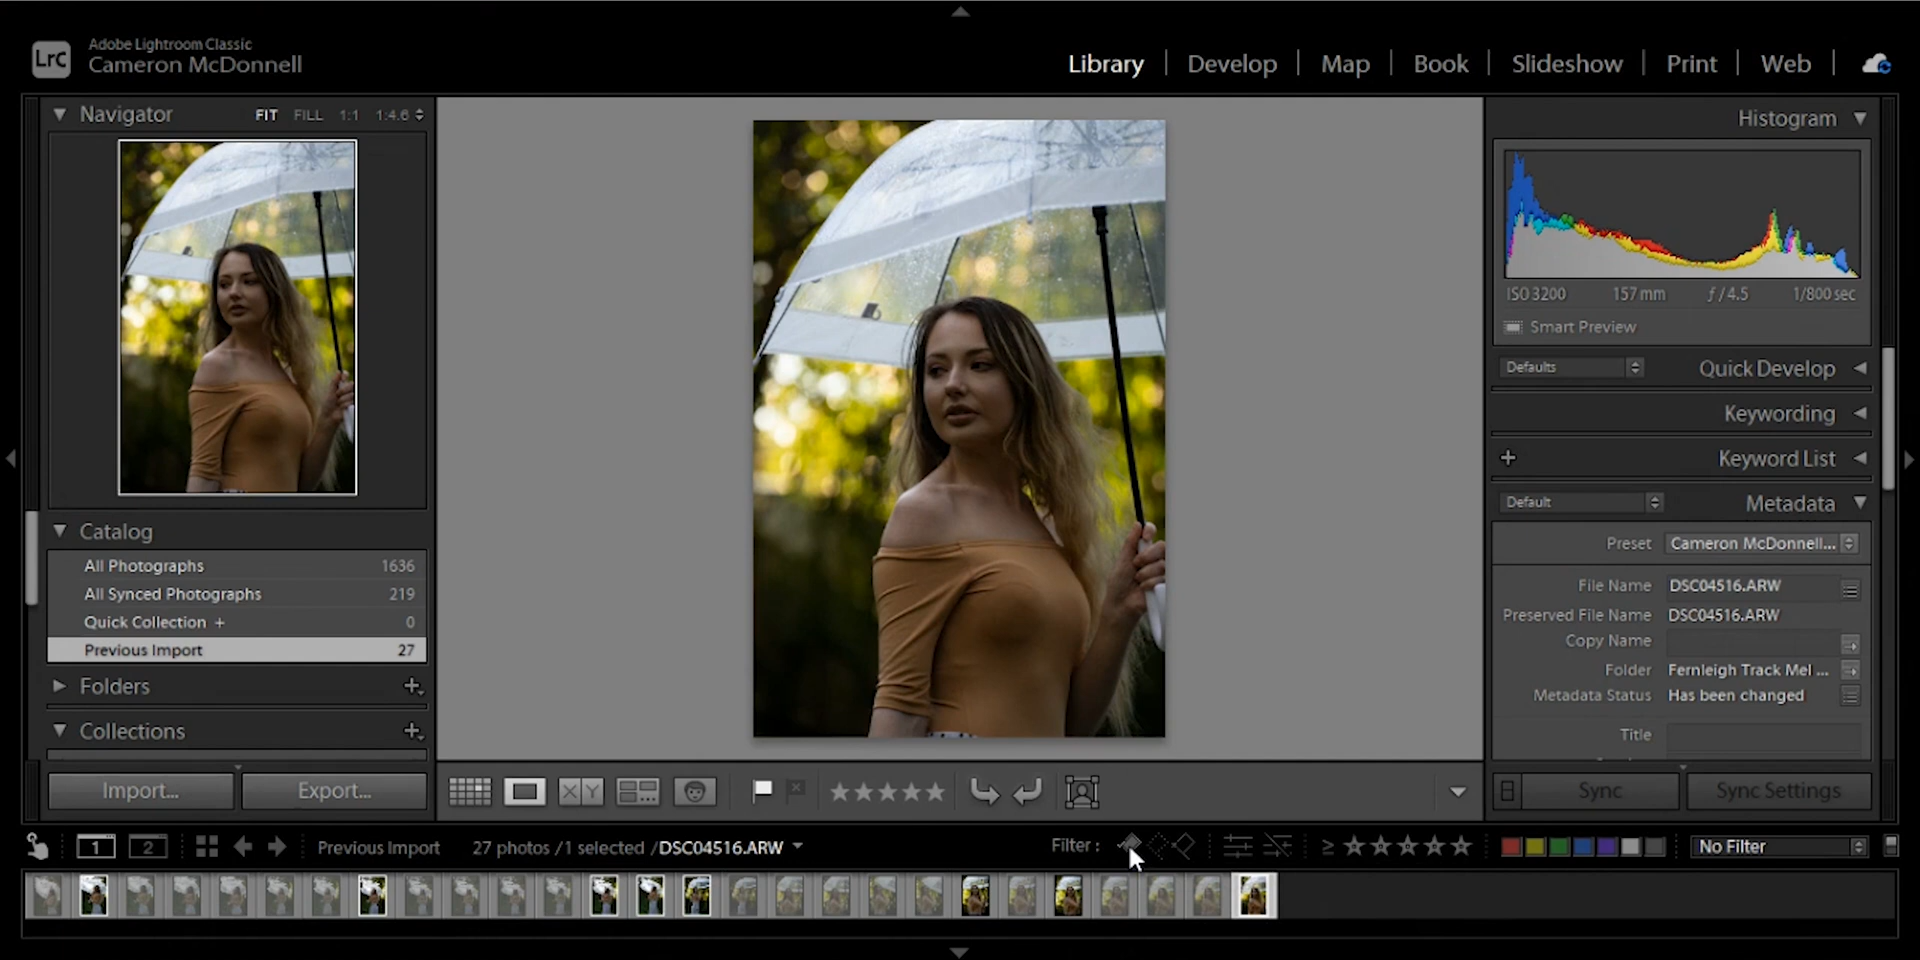 Adobe Lightroom Classic
LrC
Cameron McDonnell
Library | Develop | Map | Book | Slideshow | Print | Web |
Navigator FIT FILL 1:1 1:4.6
Catalog
All Photographs 1636
All Synced Photographs 219
Quick Collection + 0
Previous Import 27
Folders +
Collections +
Import... Export...
Histogram
ISO 3200 157 mm ƒ / 4.5 1/800 sec
Smart Preview
Defaults Quick Develop
Keywording
+ Keyword List
Default Metadata
Preset Cameron McDonnell...
File Name DSC04516.ARW
Preserved File Name DSC04516.ARW
Copy Name
Folder Fernleigh Track Mel ...
Metadata Status Has been changed
Title
Sync Sync Settings
X Y
1 2 Previous Import 27 photos / 1 selected / DSC04516.ARW Filter : ≥ No Filter